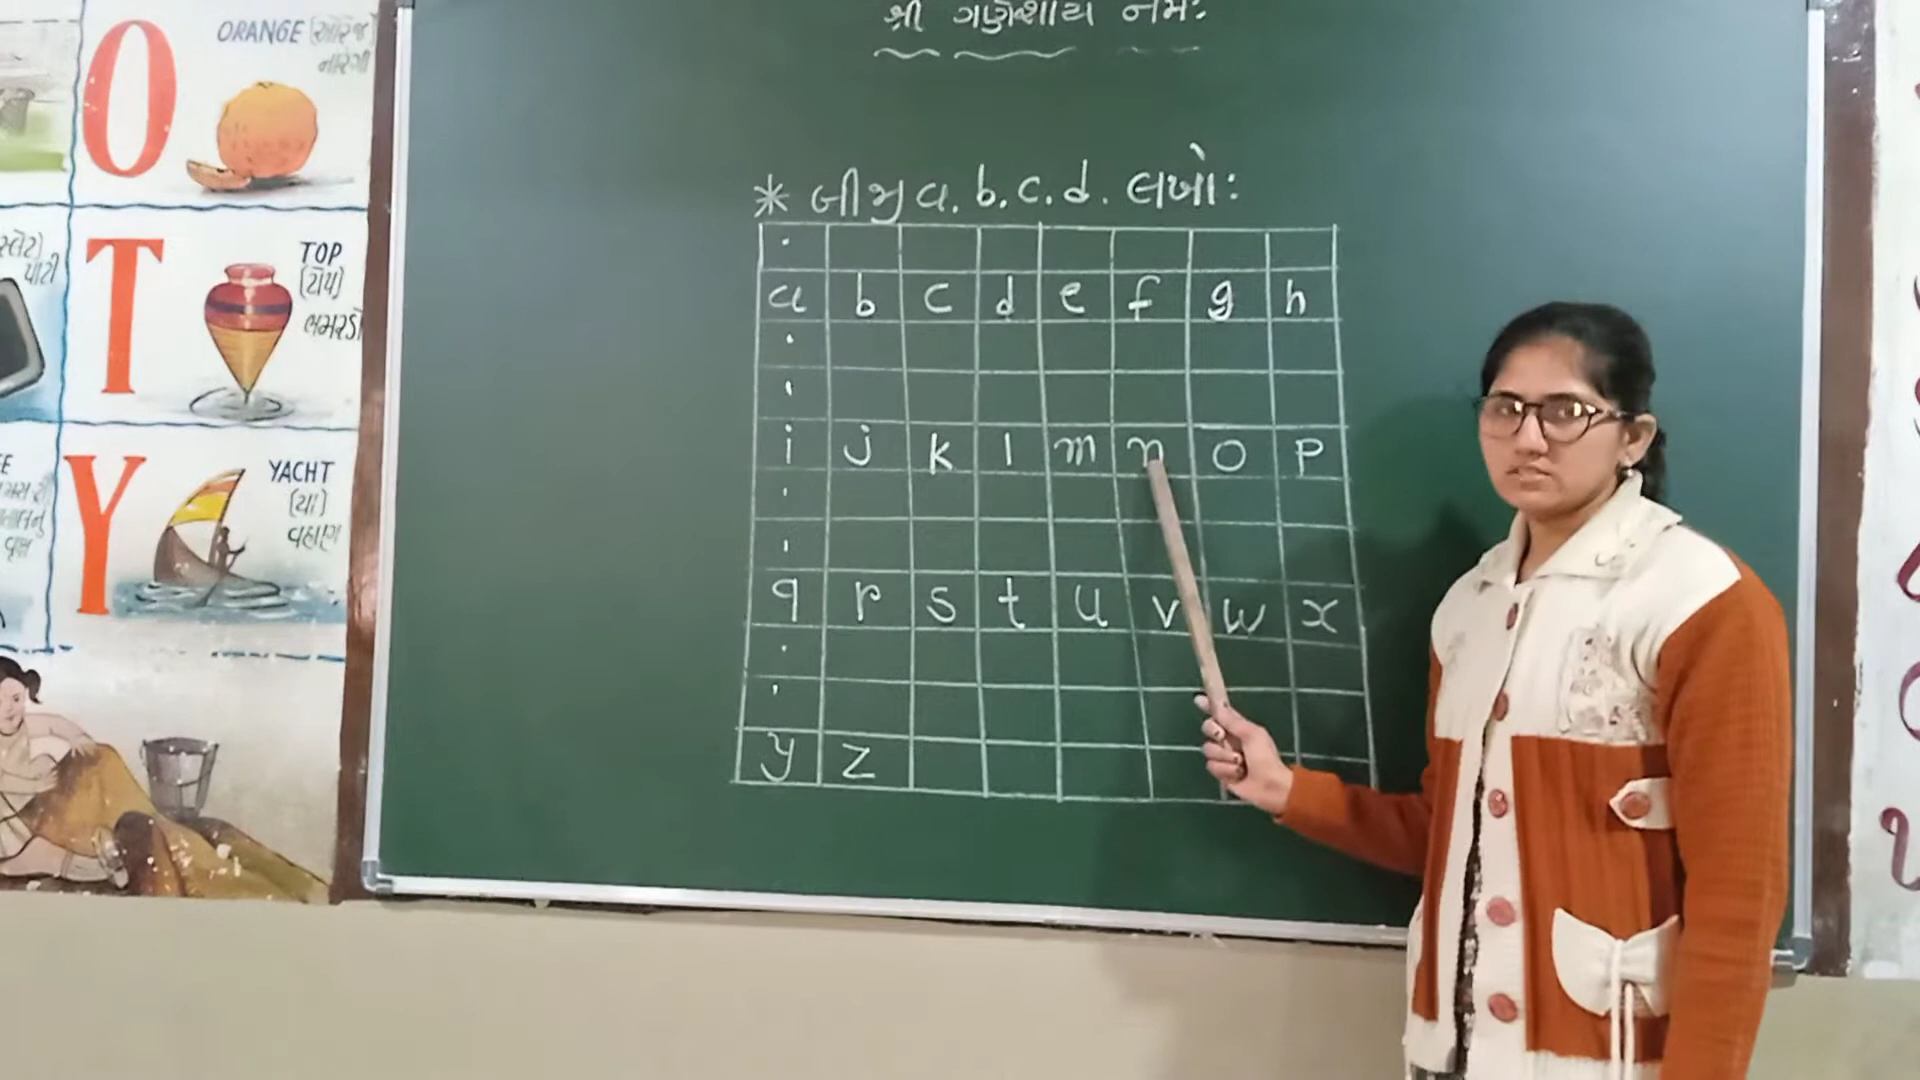 શ્રી ગણેશાય નમઃ
* બીજી a. b. c. d. લખોઃ
a b c d e f g h
i j k l m n o p
q r s t u v w x
y z
O
ORANGE (ઓરેંજ)
નારંગી
T
TOP
(ટોપ)
ભમરડો
Y
YACHT
(યા)
વહાણ
(સ્લેટ)
પાટી
વૃક્ષ